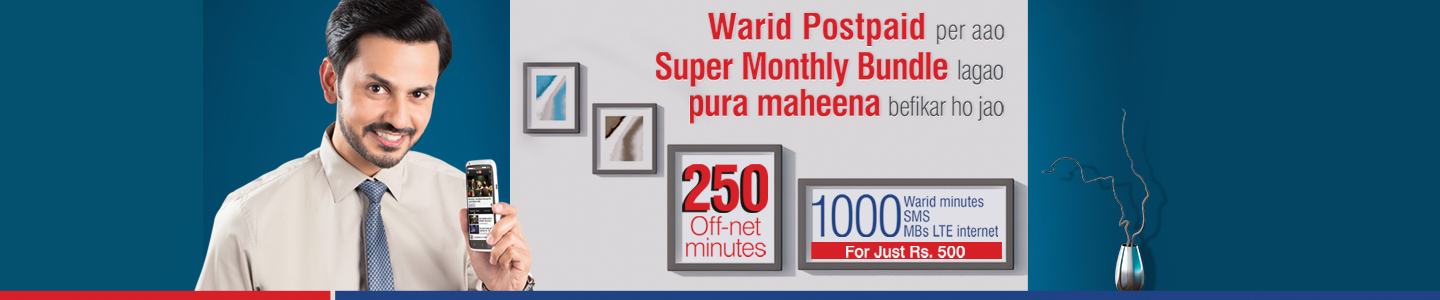 Warid Postpaid per aao
Super Monthly Bundle lagao
pura maheena befikar ho jao
250
Off-net
minutes
1000
Warid minutes
SMS
MBs LTE internet
For Just Rs. 500